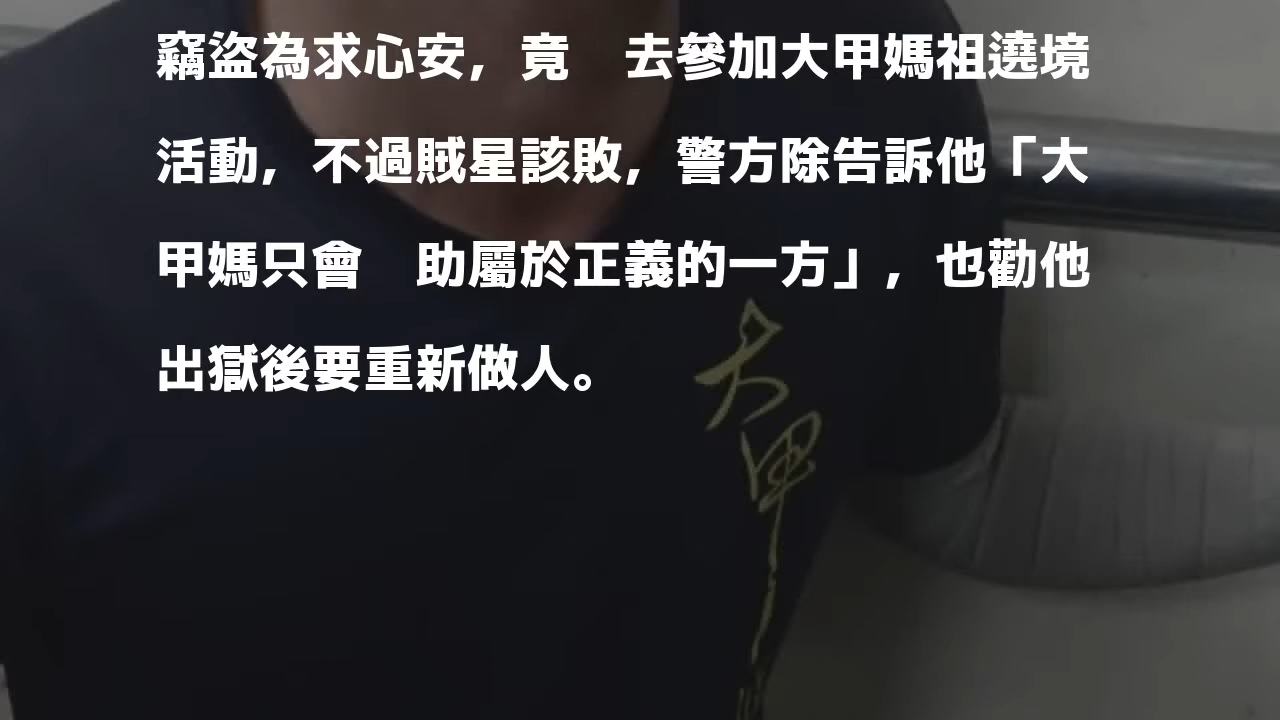 竊盜為求心安，竟　去參加大甲媽祖遶境
活動，不過賊星該敗，警方除告訴他「大
甲媽只會　助屬於正義的一方」，也勸他
出獄後要重新做人。
大甲